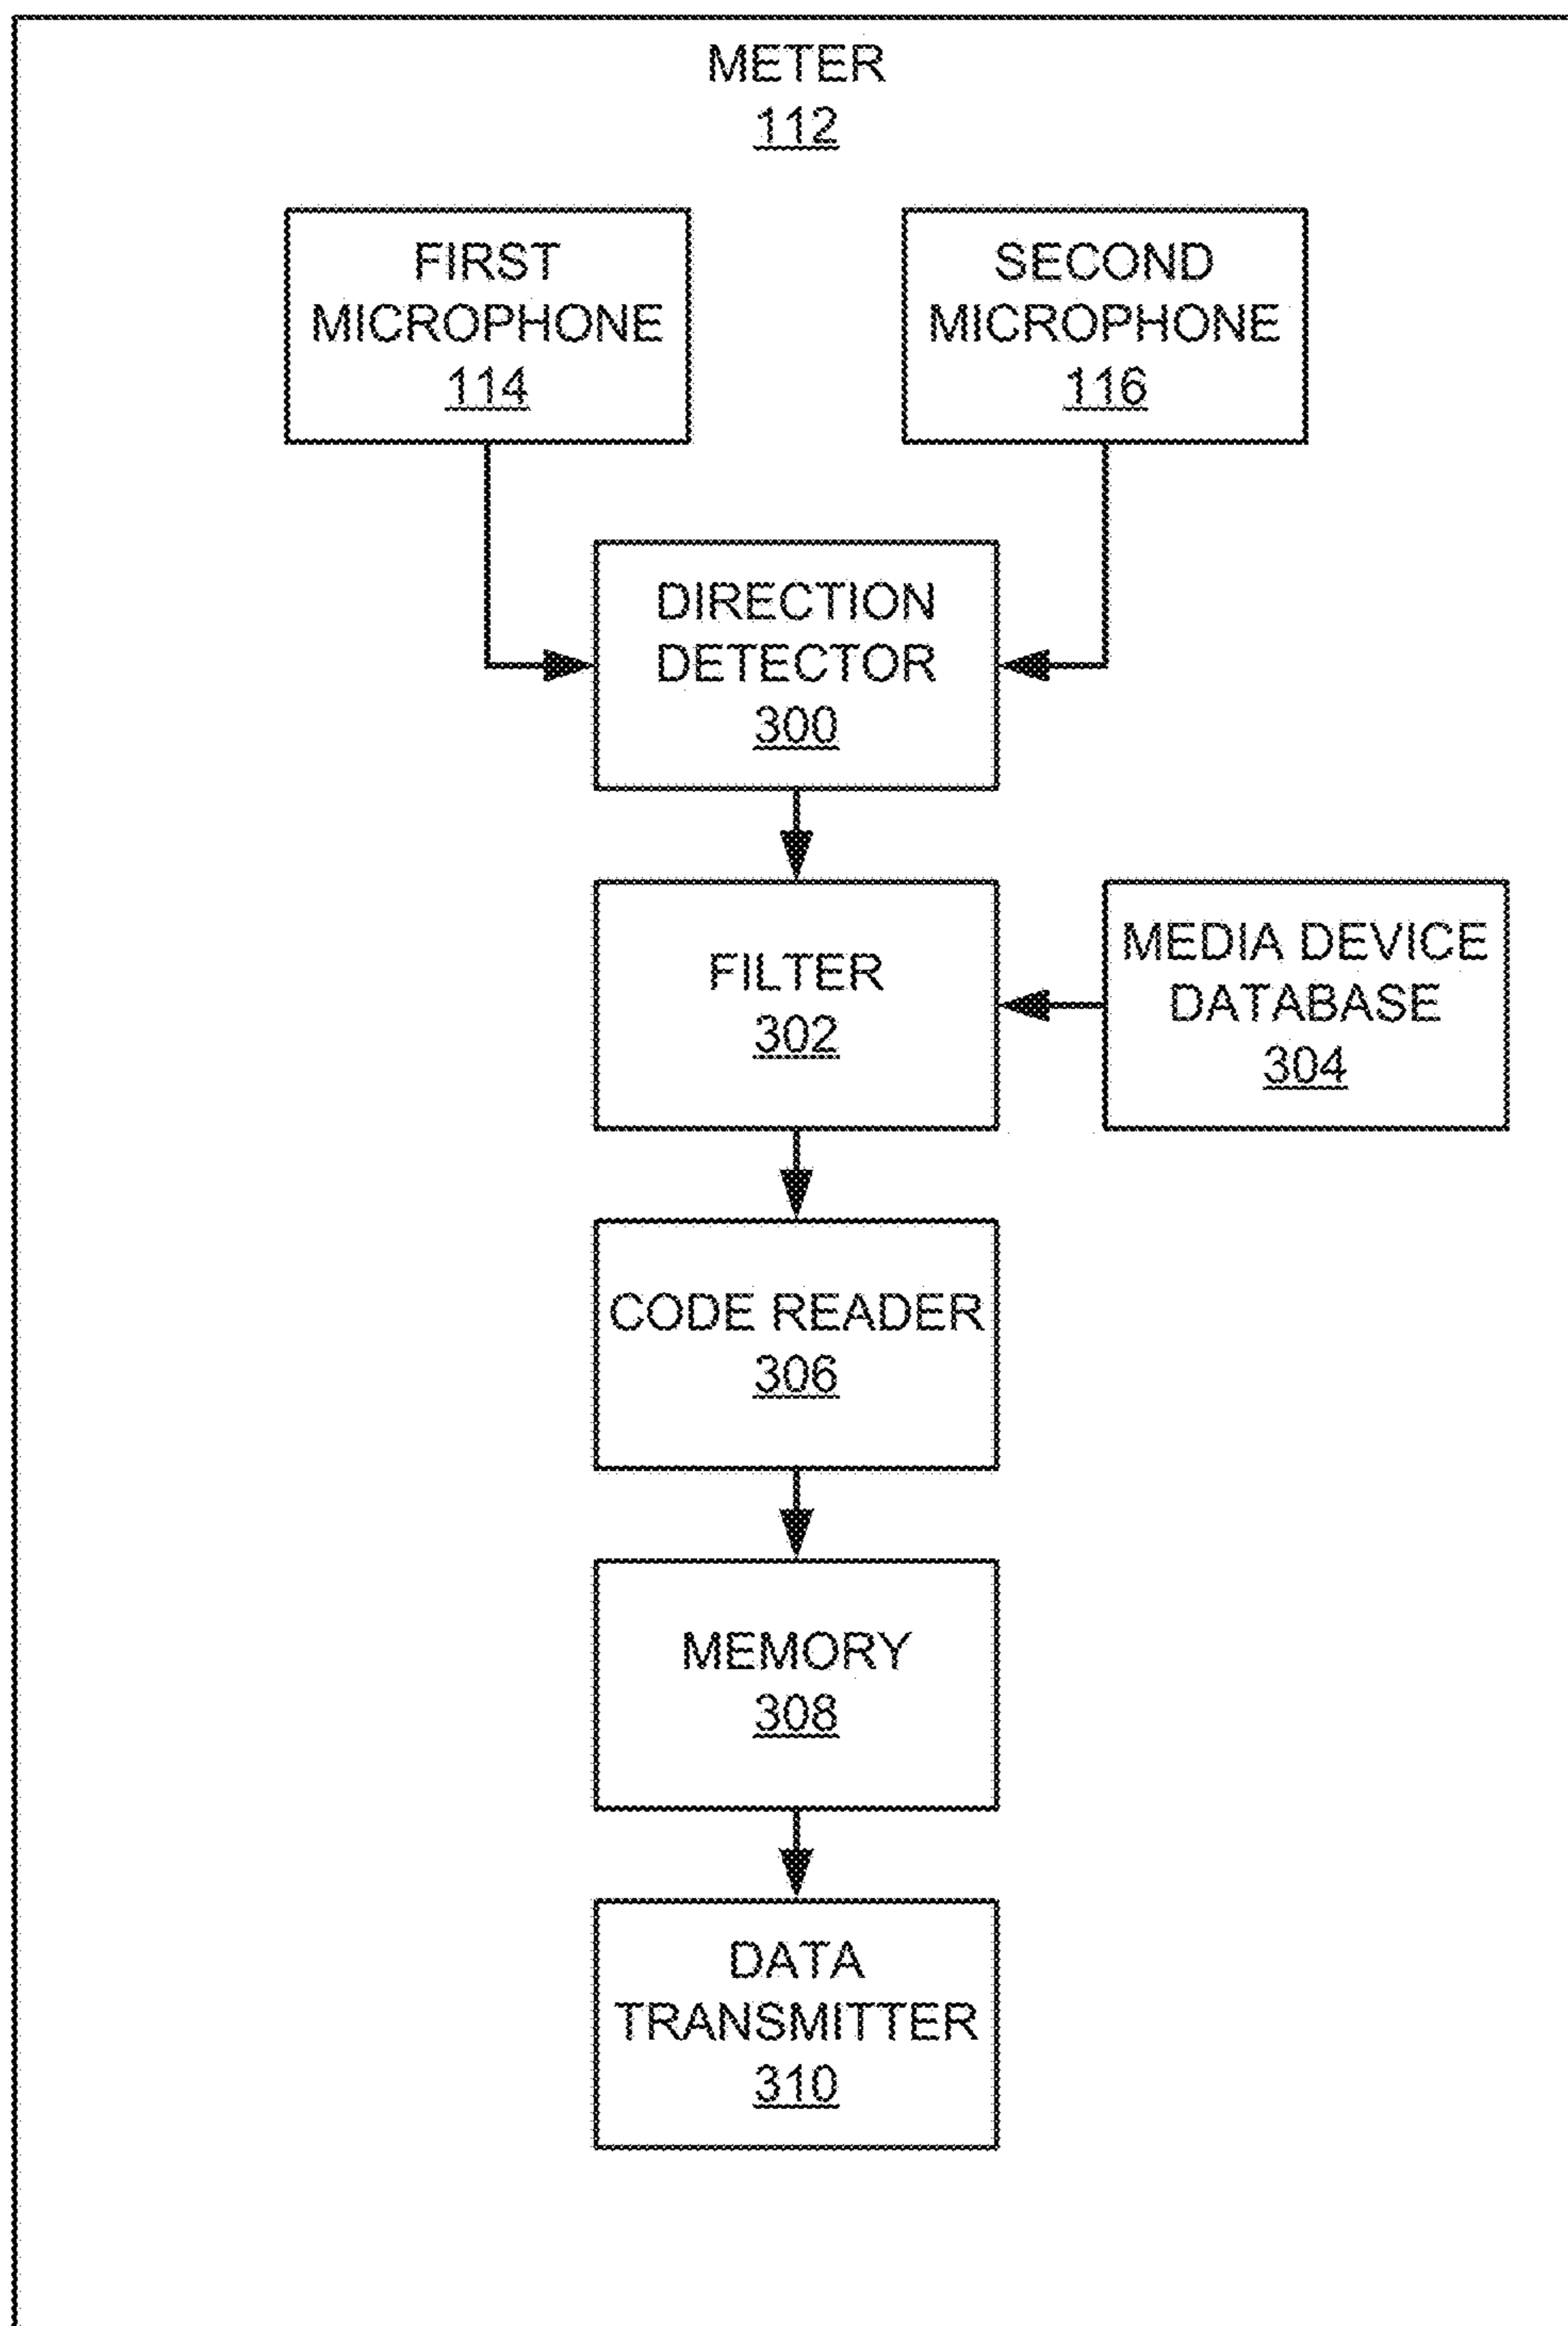 METER
112
FIRST
MICROPHONE
114
SECOND
MICROPHONE
116
DIRECTION
DETECTOR
300
FILTER
302
MEDIA DEVICE
DATABASE
304
CODE READER
306
MEMORY
308
DATA
TRANSMITTER
310